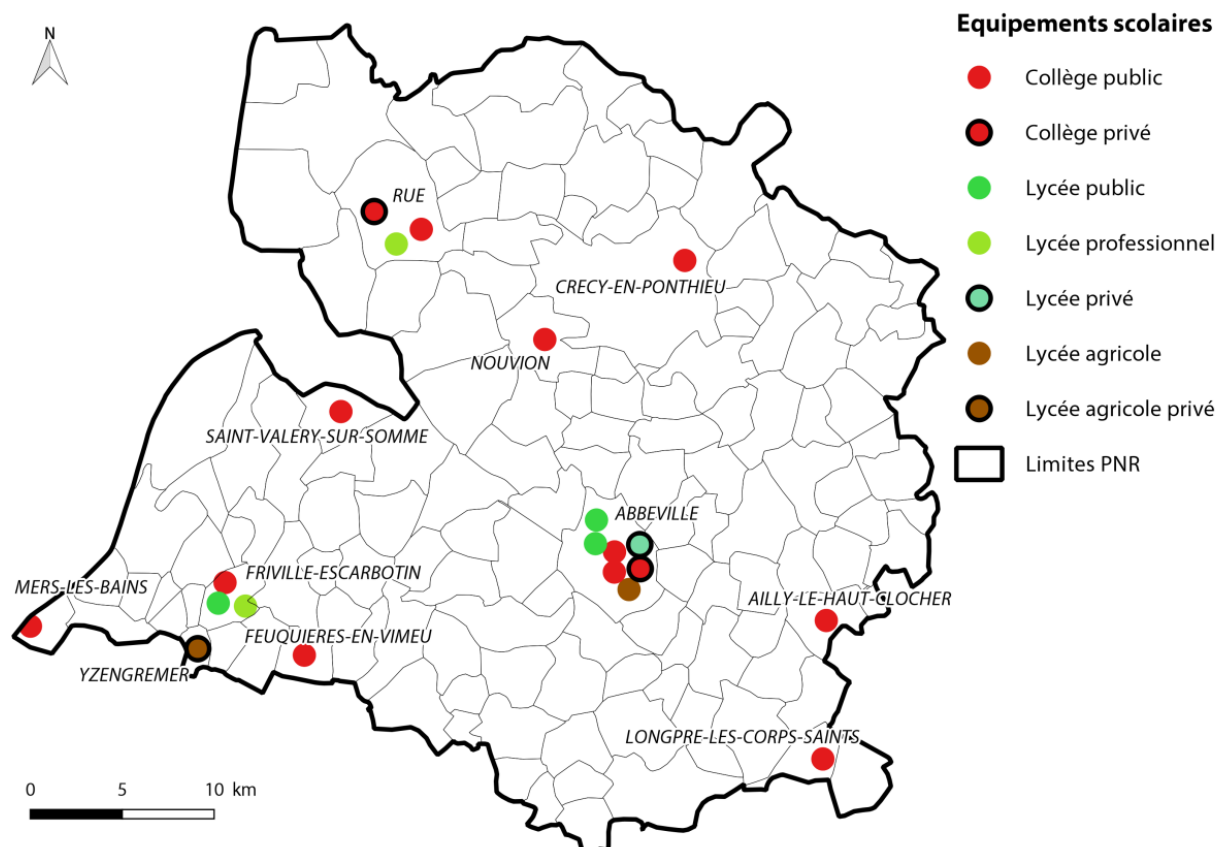 N
Equipements scolaires
Collège public
Collège privé
Lycée public
Lycée professionnel
Lycée privé
Lycée agricole
Lycée agricole privé
Limites PNR
RUE
CRECY-EN-PONTHIEU
NOUVION
SAINT-VALERY-SUR-SOMME
ABBEVILLE
MERS-LES-BAINS
FRIVILLE-ESCARBOTIN
AILLY-LE-HAUT-CLOCHER
FEUQUIERES-EN-VIMEU
YZENGREMER
LONGPRE-LES-CORPS-SAINTS
0 5 10 km